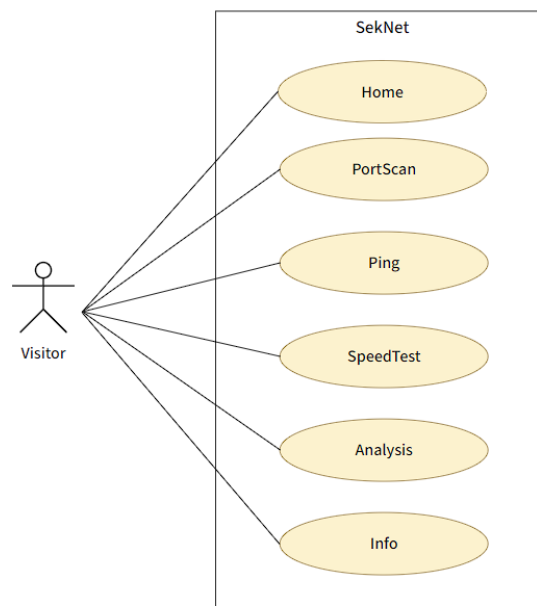 SekNet
Home
PortScan
Ping
Visitor
SpeedTest
Analysis
Info